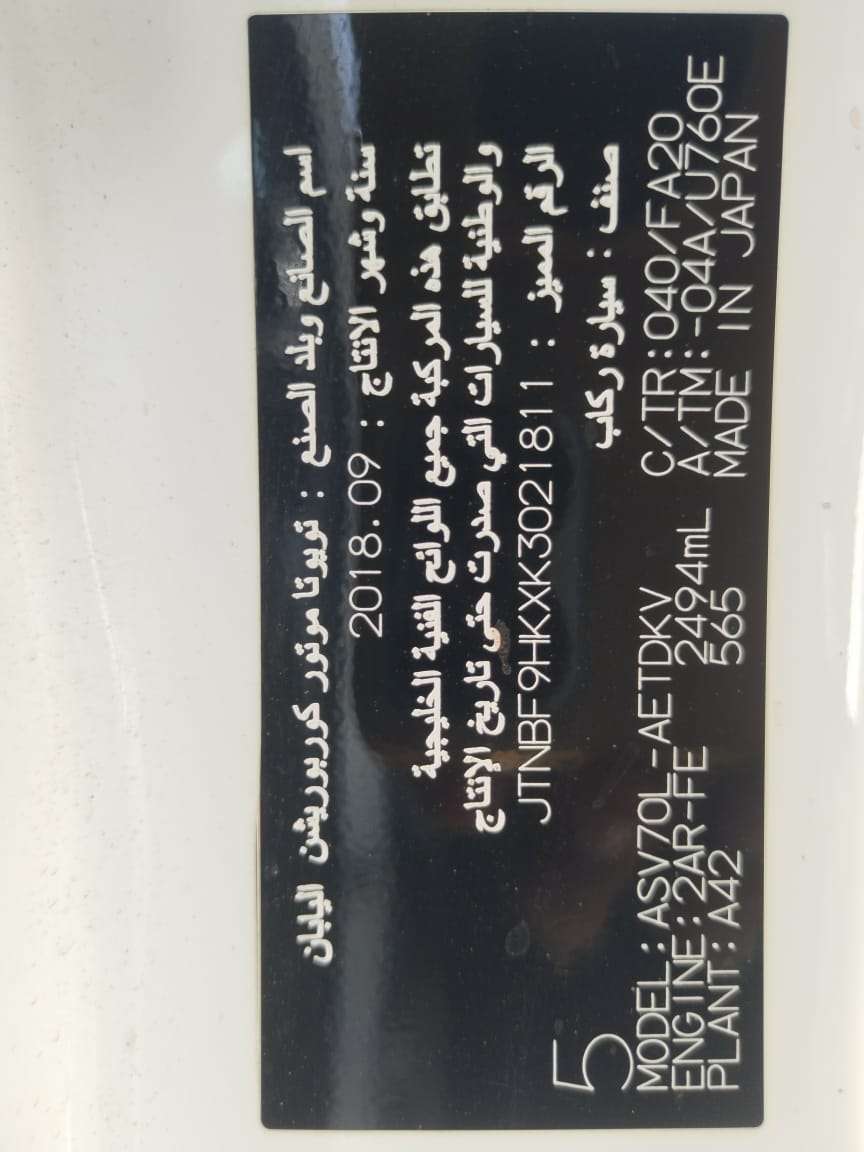 اسم الصانع وبلد الصنع : تويوتا موتور كوربوريشن اليابان
سنة وشهر الانتاج : 2018.09
تطابق هذه المركبة جميع اللوائح الفنية الخليجية
والوطنية للسيارات التي صدرت حتى تاريخ الإنتاج
الرقم المميز : JTNBF9HKXK3021811
صنف : سيارة ركاب
5
MODEL : ASV70L-AETDKV C/TR: 040/FA20
ENGINE : 2AR-FE 2494mL A/TM: -04A/U760E
PLANT : A42 565 MADE IN JAPAN